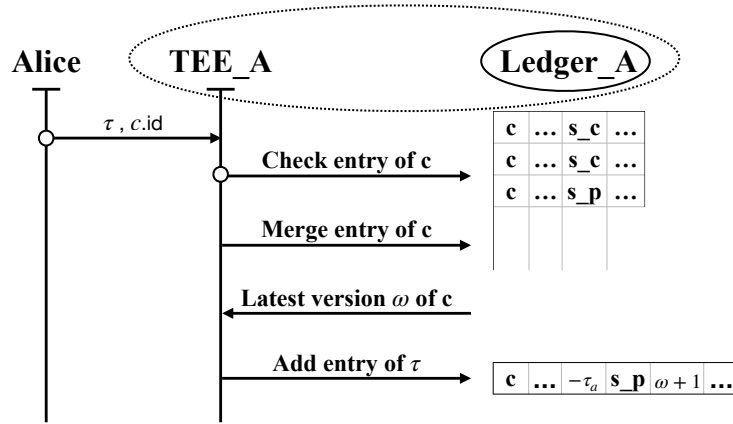 Alice TEE_A Ledger_A
τ , c.id
c ... s_c ...
c ... s_c ...
Check entry of c
c ... s_p ...
Merge entry of c
Latest version ω of c
Add entry of τ
c ... −τₐ s_p ω + 1 ...